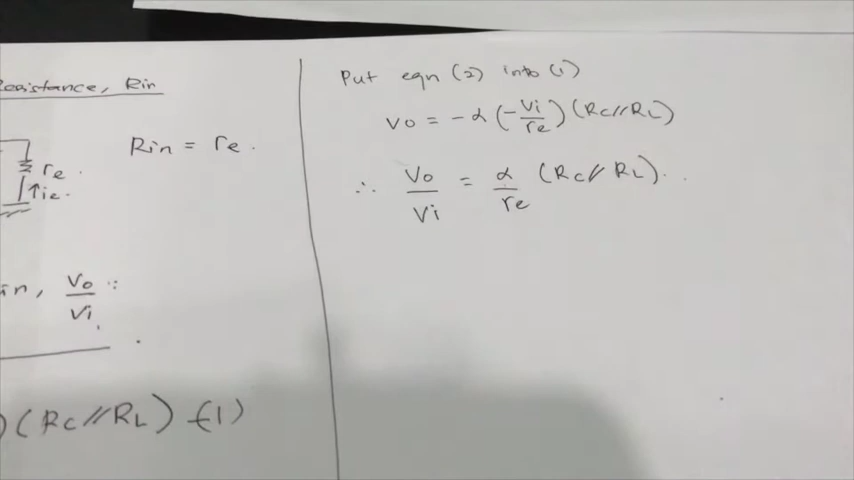 Resistance, Rin
Rin = re.
re.
↑ie.
in, Vo/Vi :
)(Rc//RL) -(1)
Put eqn (2) into (1)
Vo = -α (-Vi/re)(Rc//RL)
∴ Vo/Vi = α/re (Rc//RL).